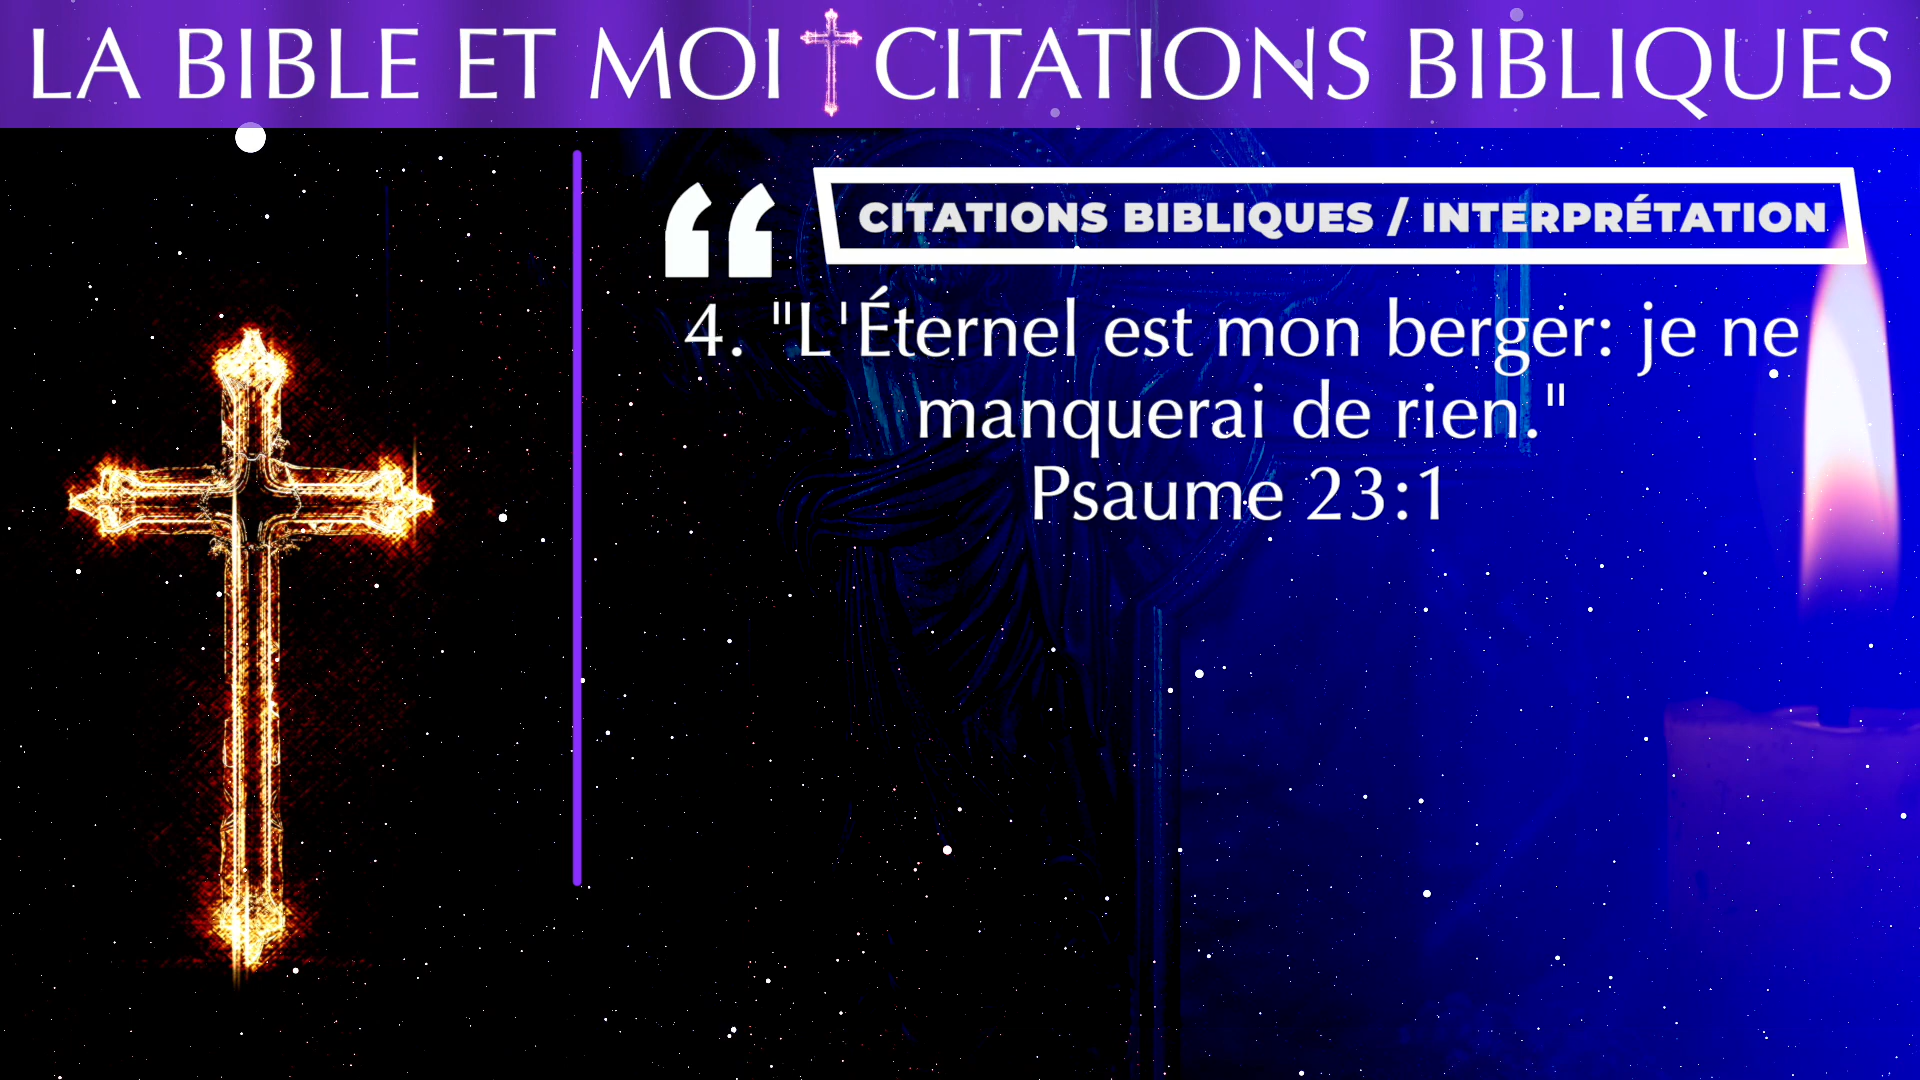 LA BIBLE ET MOI CITATIONS BIBLIQUES
CITATIONS BIBLIQUES / INTERPRÉTATION
4. "L'Éternel est mon berger: je ne
manquerai de rien."
Psaume 23:1